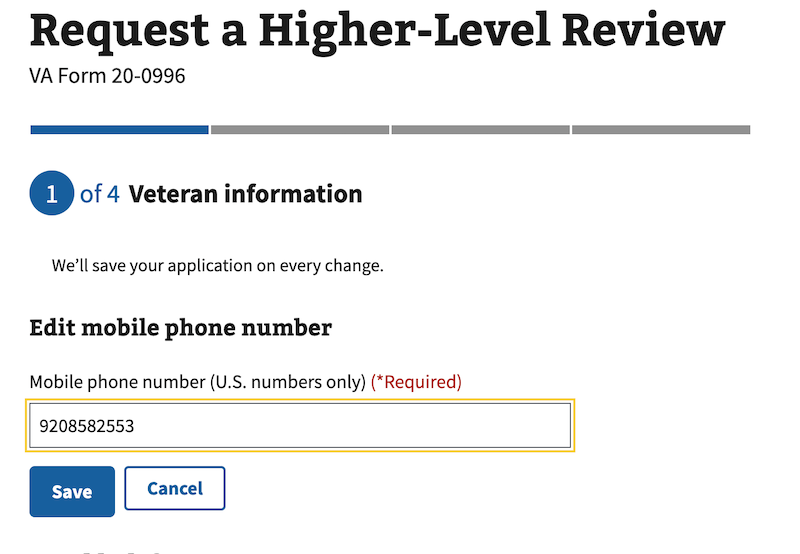 Request a Higher-Level Review
VA Form 20-0996
1 of 4 Veteran information
We’ll save your application on every change.
Edit mobile phone number
Mobile phone number (U.S. numbers only) (*Required)
9208582553
Save Cancel